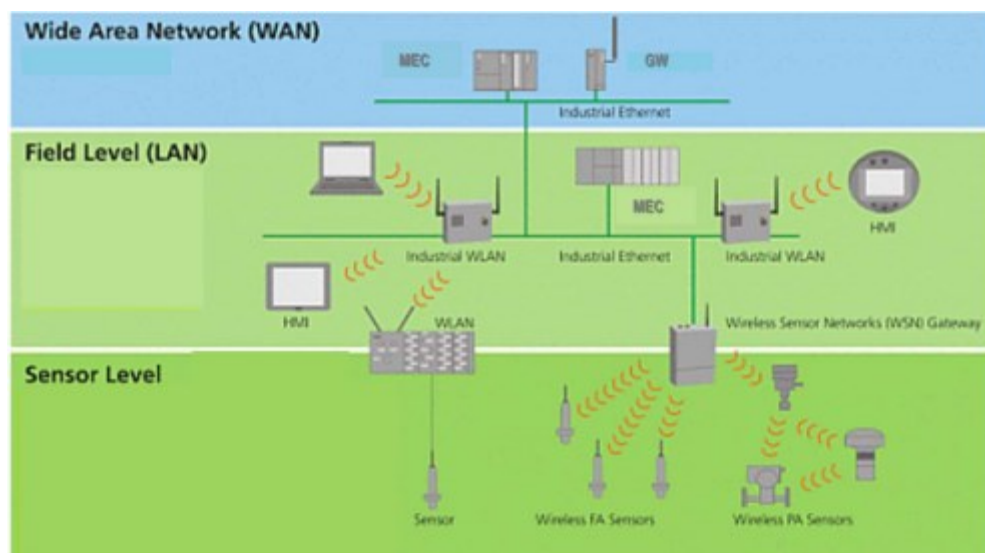 Wide Area Network (WAN)
MEC
GW
Industrial Ethernet
Field Level (LAN)
MEC
HMI
Industrial WLAN
Industrial Ethernet
Industrial WLAN
HMI
WLAN
Wireless Sensor Networks (WSN) Gateway
Sensor Level
Sensor
Wireless FA Sensors
Wireless PA Sensors